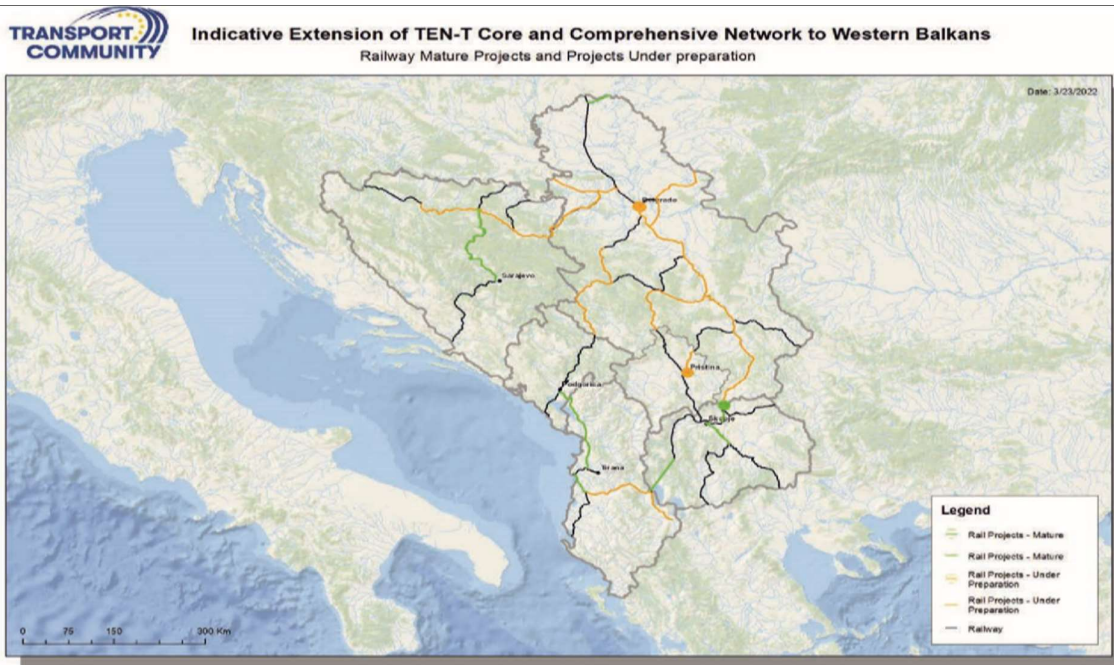 TRANSPORT
COMMUNITY
Indicative Extension of TEN-T Core and Comprehensive Network to Western Balkans
Railway Mature Projects and Projects Under preparation
Date: 3/23/2022
Sarajevo
Podgorica
Pristina
Skopje
Tirana
Legend
Rail Projects - Mature
Rail Projects - Mature
Rail Projects - Under
Preparation
Rail Projects - Under
Preparation
Railway
0 75 150 300 Km